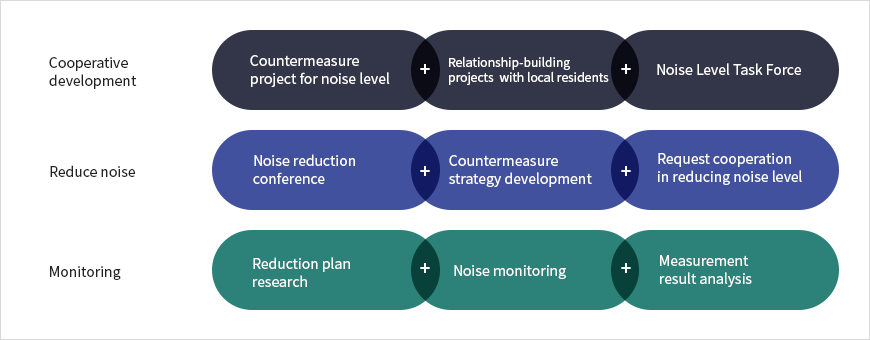 Cooperative
development
Countermeasure
project for noise level
+
Relationship-building
projects with local residents
+
Noise Level Task Force
Reduce noise
Noise reduction
conference
+
Countermeasure
strategy development
+
Request cooperation
in reducing noise level
Monitoring
Reduction plan
research
+
Noise monitoring
+
Measurement
result analysis